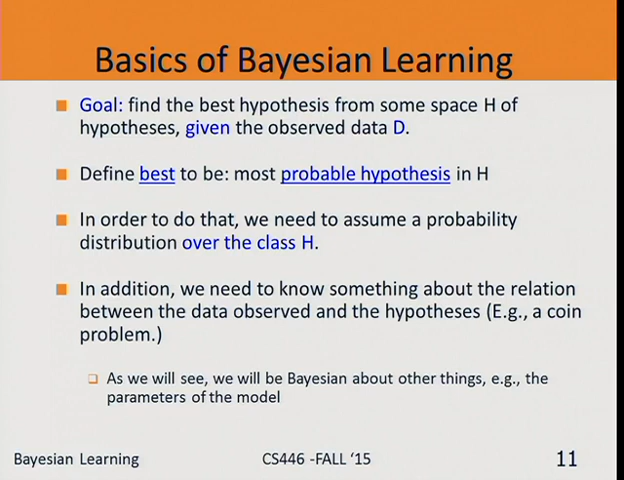 Basics of Bayesian Learning
Goal: find the best hypothesis from some space H of
hypotheses, given the observed data D.
Define best to be: most probable hypothesis in H
In order to do that, we need to assume a probability
distribution over the class H.
In addition, we need to know something about the relation
between the data observed and the hypotheses (E.g., a coin
problem.)
As we will see, we will be Bayesian about other things, e.g., the
parameters of the model
Bayesian Learning
CS446 -FALL ‘15
11